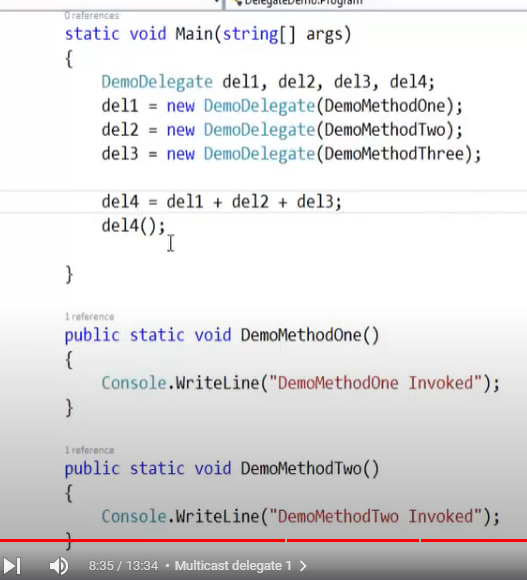 DelegateDemo.Program
0 references
static void Main(string[] args)
{
DemoDelegate del1, del2, del3, del4;
del1 = new DemoDelegate(DemoMethodOne);
del2 = new DemoDelegate(DemoMethodTwo);
del3 = new DemoDelegate(DemoMethodThree);
del4 = del1 + del2 + del3;
del4();
}
1 reference
public static void DemoMethodOne()
{
Console.WriteLine("DemoMethodOne Invoked");
}
1 reference
public static void DemoMethodTwo()
{
Console.WriteLine("DemoMethodTwo Invoked");
}
8:35 / 13:34 • Multicast delegate 1 >